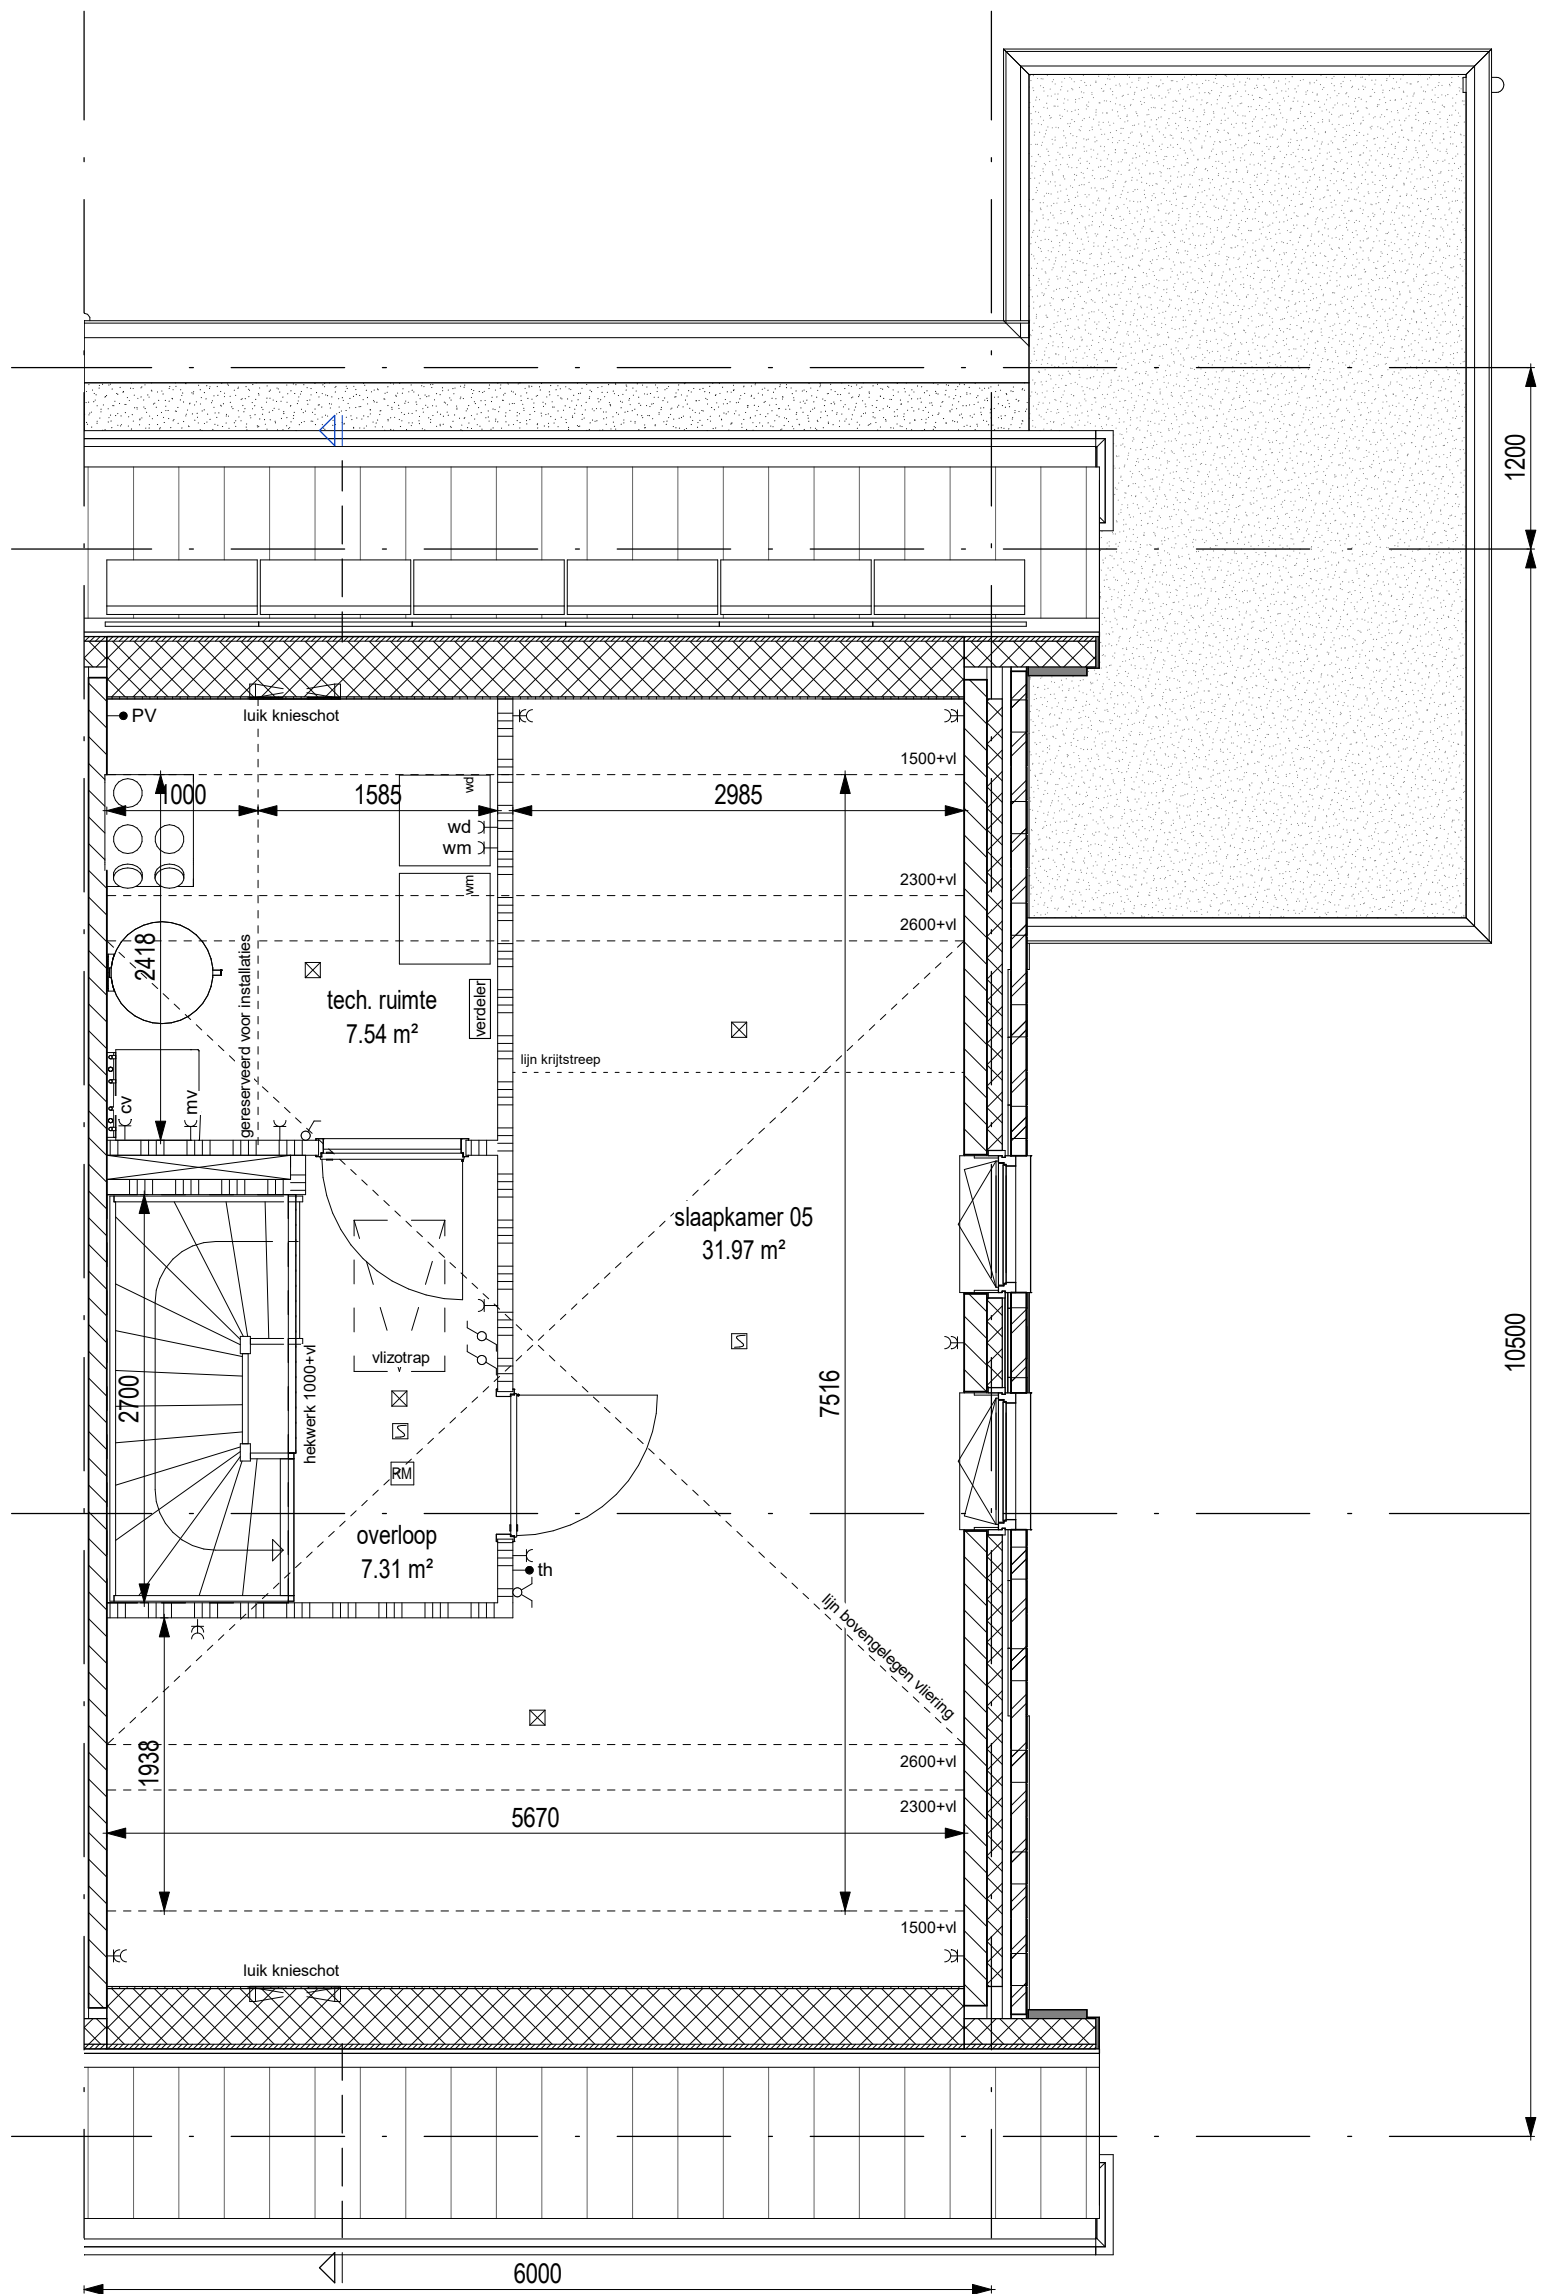 1200
PV
luik knieschot
1500+vl
1000
1585
2985
wd
wd
wm
wm
2300+vl
2600+vl
2418
gereserveerd voor installaties
tech. ruimte
7.54 m²
verdeler
lijn krijtstreep
cv
mv
slaapkamer 05
31.97 m²
vlizotrap
hekwerk 1000+vl
2700
7516
10500
RM
overloop
7.31 m²
th
lijn bovengelegen vliering
1938
2600+vl
2300+vl
5670
1500+vl
luik knieschot
6000